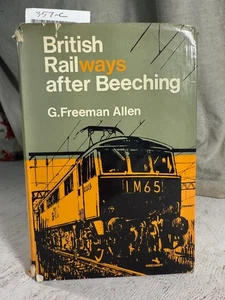 357-C
British
Railways
after Beeching
G.Freeman Allen
1M65